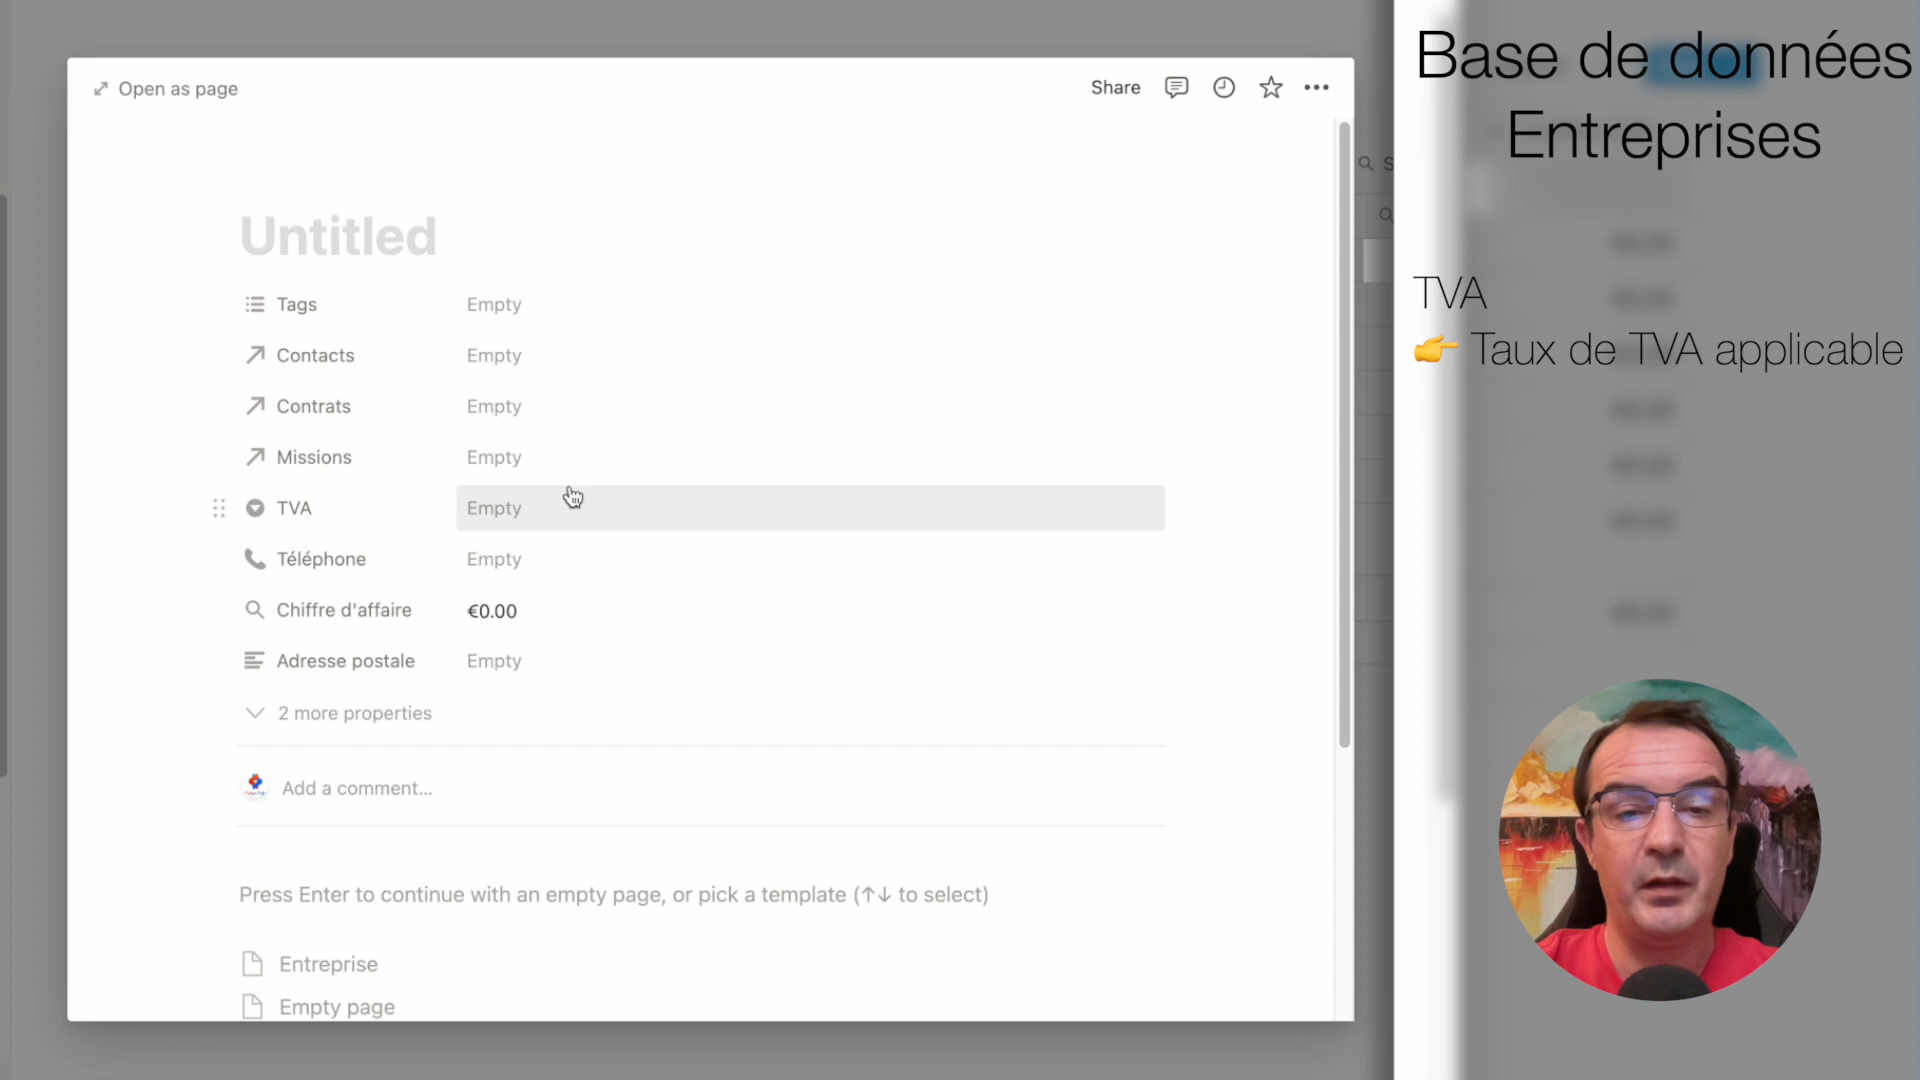 Open as page
Share
Untitled
Tags Empty
Contacts Empty
Contrats Empty
Missions Empty
TVA Empty
Téléphone Empty
Chiffre d'affaire €0.00
Adresse postale Empty
2 more properties
Add a comment...
Press Enter to continue with an empty page, or pick a template (↑↓ to select)
Entreprise
Empty page
S
Base de données
Entreprises
TVA
👉 Taux de TVA applicable